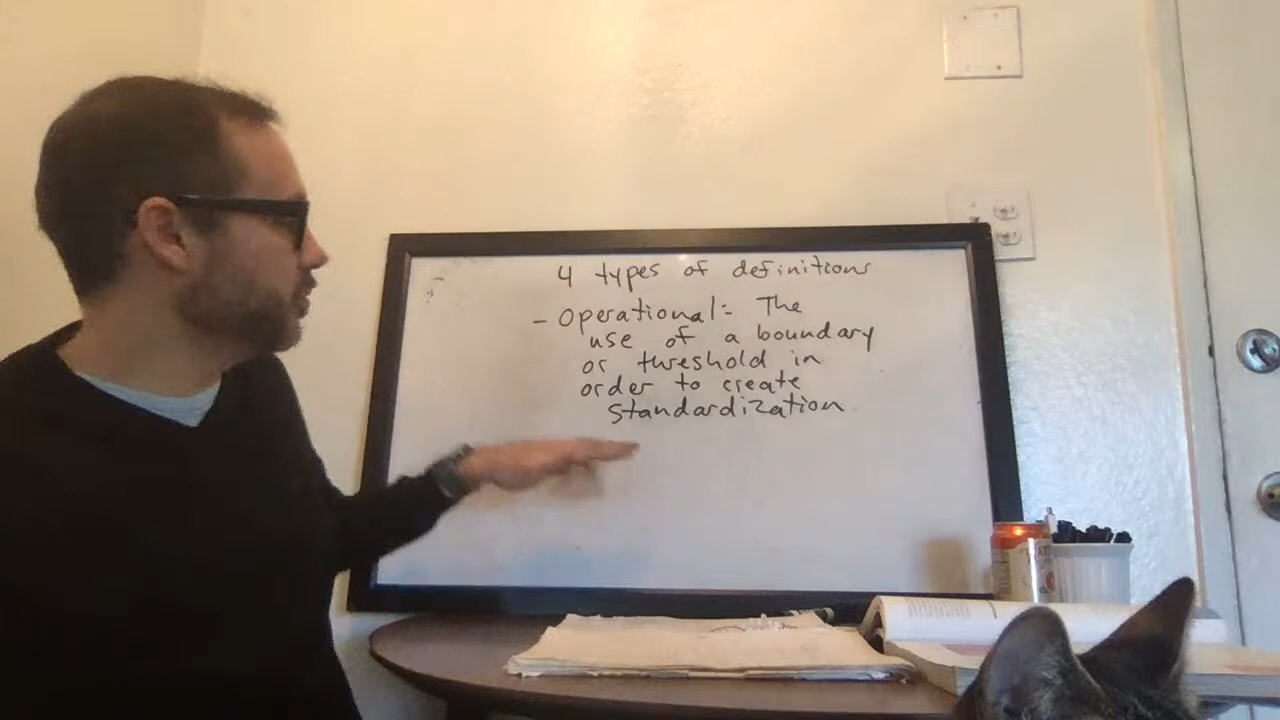 4 types of definitions
- Operational:- The
use of a boundary
or threshold in
order to create
Standardization